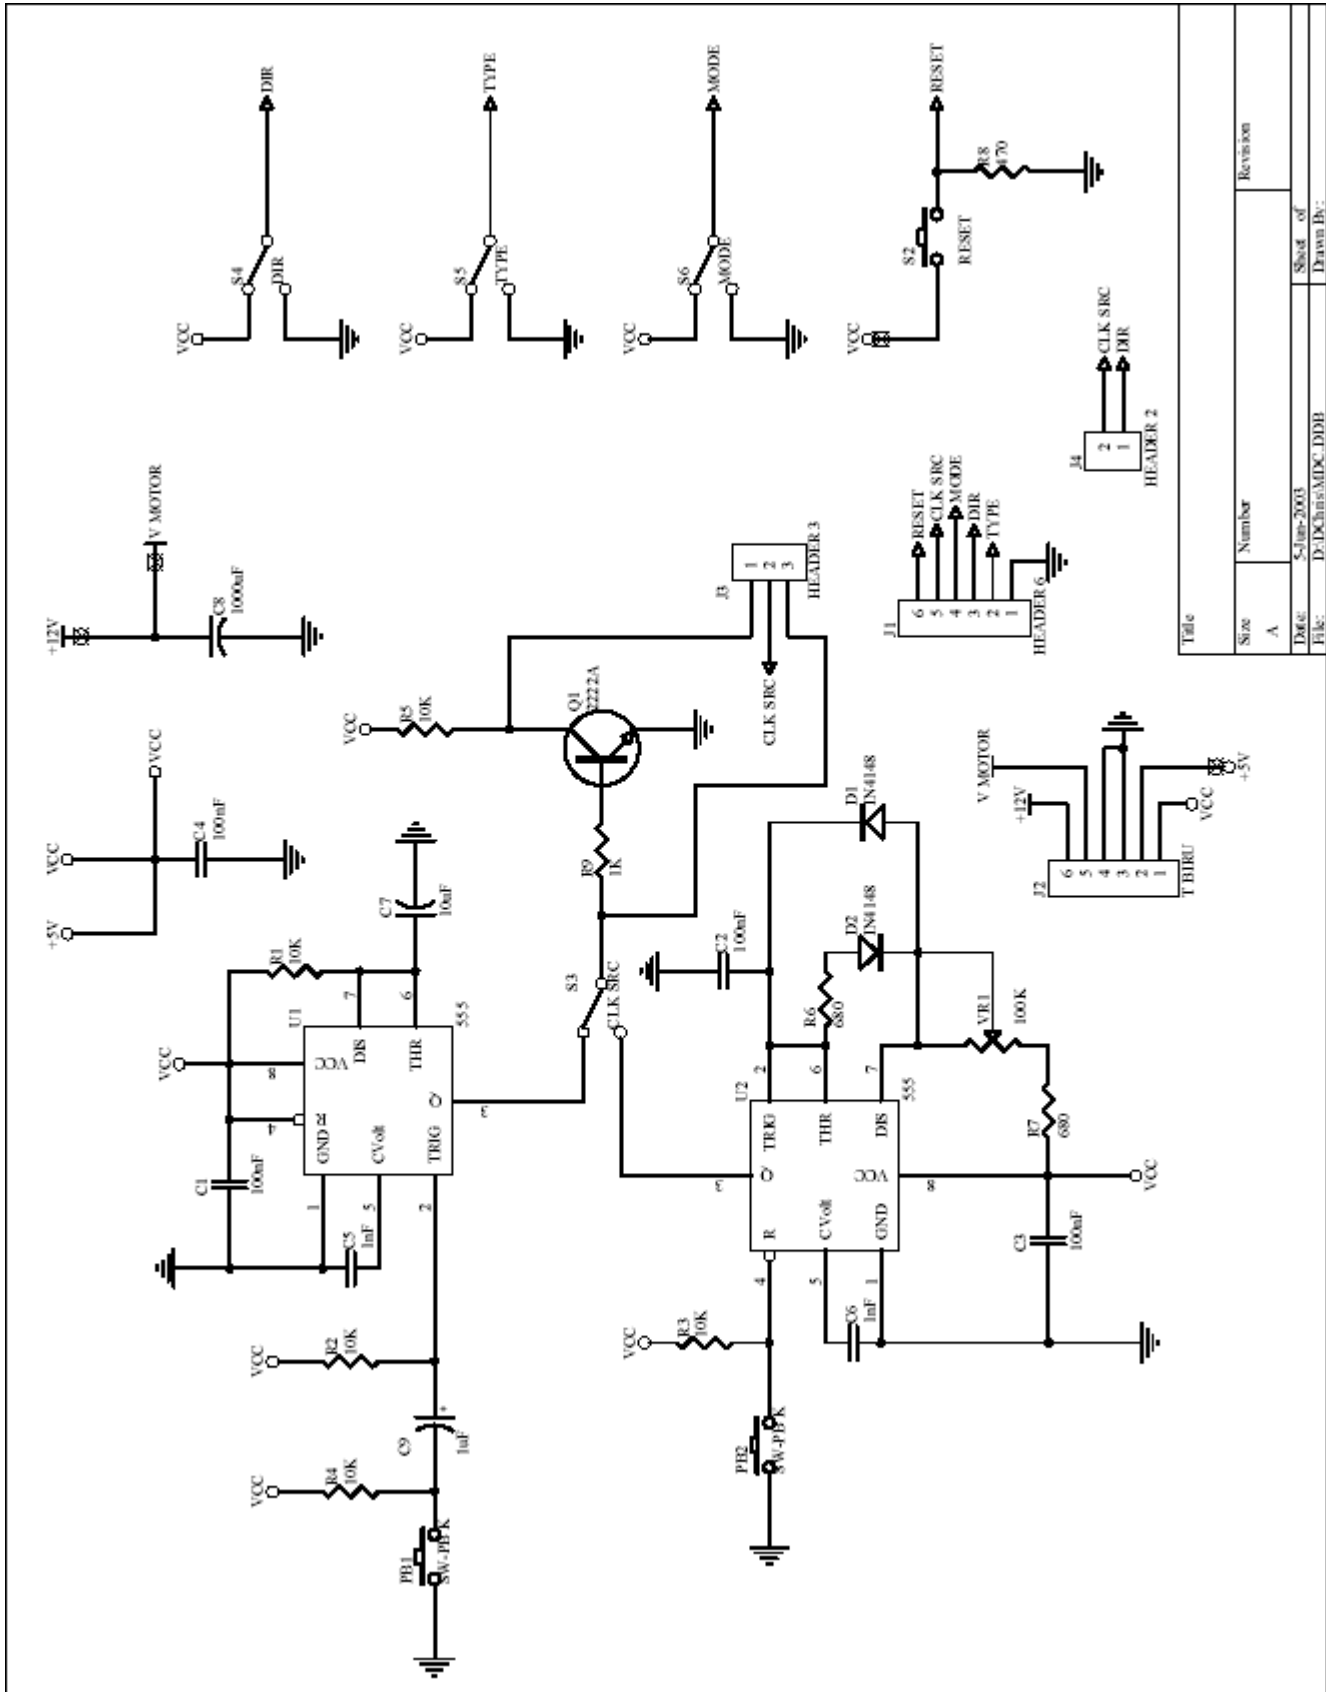 +5V
VCC
VCC
C4
100nF
+12V
V MOTOR
C8
1000uF
VCC
S4
DIR
DIR
VCC
S5
TYPE
TYPE
VCC
S6
MODE
MODE
VCC
S2
RESET
RESET
R8
470
VCC
R1
10K
C1
100nF
U1
555
8
VCC
4
R
7
DIS
6
THR
GND
1
CVolt
5
TRIG
2
Q
3
C5
1nF
C7
10uF
VCC
R2
10K
VCC
R4
10K
C9
+
1uF
PB1
SW-PB K
S3
CLK SRC
R9
1K
VCC
R5
10K
Q1
2222A
J3
1
2
3
HEADER 3
CLK SRC
C2
100nF
D1
1N4148
D2
1N4148
R6
680
VR1
100K
R7
680
VCC
C3
100nF
U2
555
2
TRIG
6
THR
7
DIS
3
Q
VCC
8
R
4
CVolt
5
GND
1
C6
1nF
VCC
R3
10K
PB2
SW-PB K
J1
6
5
4
3
2
1
RESET
CLK SRC
MODE
DIR
TYPE
HEADER 6
J4
2
1
CLK SRC
DIR
HEADER 2
J2
6
5
4
3
2
1
+12V
V MOTOR
+5V
VCC
Title
Size
A
Number
Revision
Date:
5-Jun-2003
Sheet of
File:
D:\DChris\MDC.DDB
Drawn By: